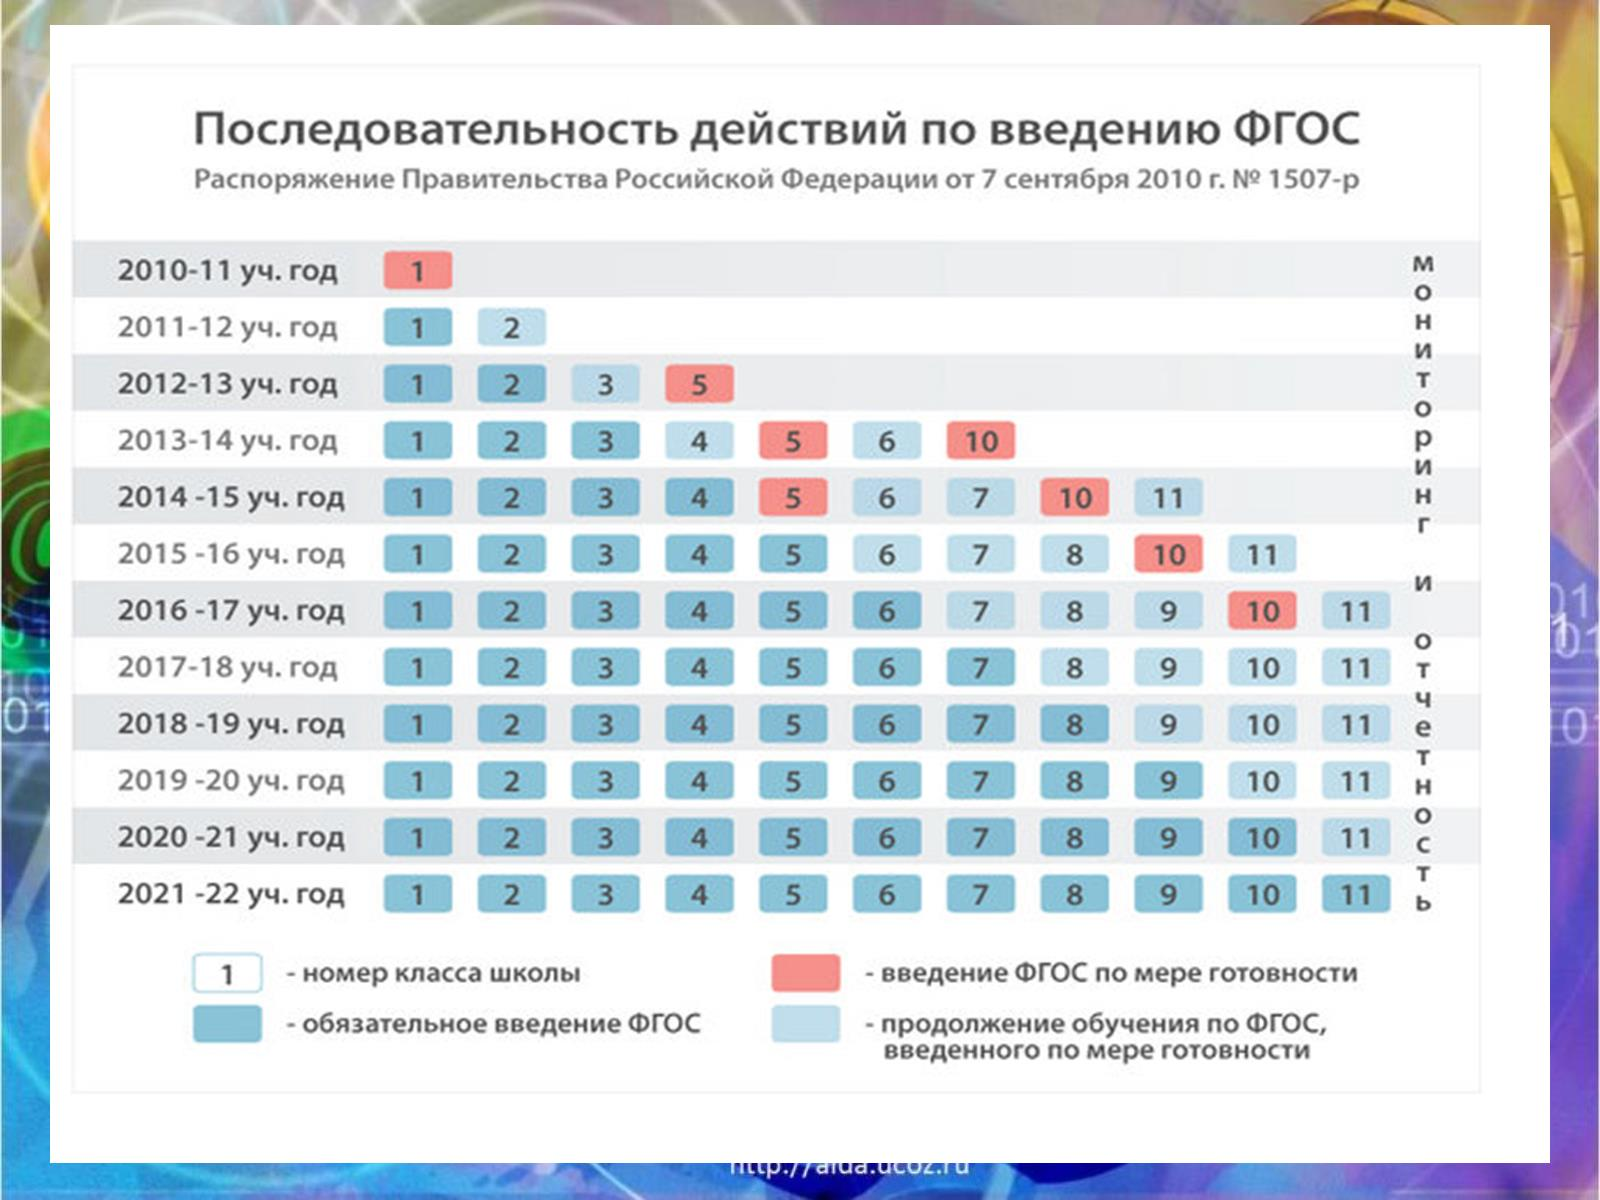 Последовательность действий по введению ФГОС
Распоряжение Правительства Российской Федерации от 7 сентября 2010 г. № 1507-р
2010-11 уч. год 1
2011-12 уч. год 1 2
2012-13 уч. год 1 2 3 5
2013-14 уч. год 1 2 3 4 5 6 10
2014 -15 уч. год 1 2 3 4 5 6 7 10 11
2015 -16 уч. год 1 2 3 4 5 6 7 8 10 11
2016 -17 уч. год 1 2 3 4 5 6 7 8 9 10 11
2017-18 уч. год 1 2 3 4 5 6 7 8 9 10 11
2018 -19 уч. год 1 2 3 4 5 6 7 8 9 10 11
2019 -20 уч. год 1 2 3 4 5 6 7 8 9 10 11
2020 -21 уч. год 1 2 3 4 5 6 7 8 9 10 11
2021 -22 уч. год 1 2 3 4 5 6 7 8 9 10 11
мониторинг и отчетность
1 - номер класса школы
- введение ФГОС по мере готовности
- обязательное введение ФГОС
- продолжение обучения по ФГОС,
введенного по мере готовности
http://aida.ucoz.ru